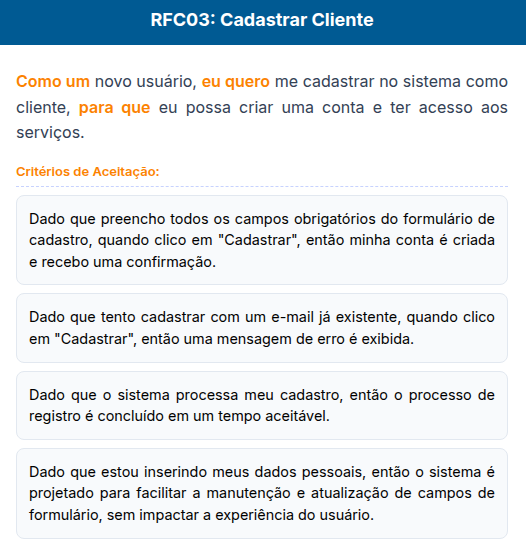 RFC03: Cadastrar Cliente
Como um novo usuário, eu quero me cadastrar no sistema como
cliente, para que eu possa criar uma conta e ter acesso aos
serviços.
Critérios de Aceitação:
Dado que preencho todos os campos obrigatórios do formulário de
cadastro, quando clico em "Cadastrar", então minha conta é criada
e recebo uma confirmação.
Dado que tento cadastrar com um e-mail já existente, quando clico
em "Cadastrar", então uma mensagem de erro é exibida.
Dado que o sistema processa meu cadastro, então o processo de
registro é concluído em um tempo aceitável.
Dado que estou inserindo meus dados pessoais, então o sistema é
projetado para facilitar a manutenção e atualização de campos de
formulário, sem impactar a experiência do usuário.